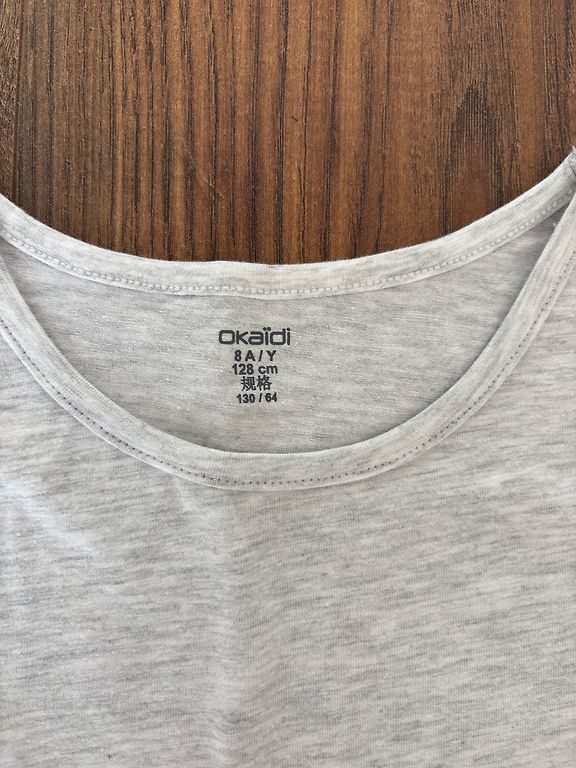 OKaïdi
8 A / Y
128 cm
规格
130 / 64